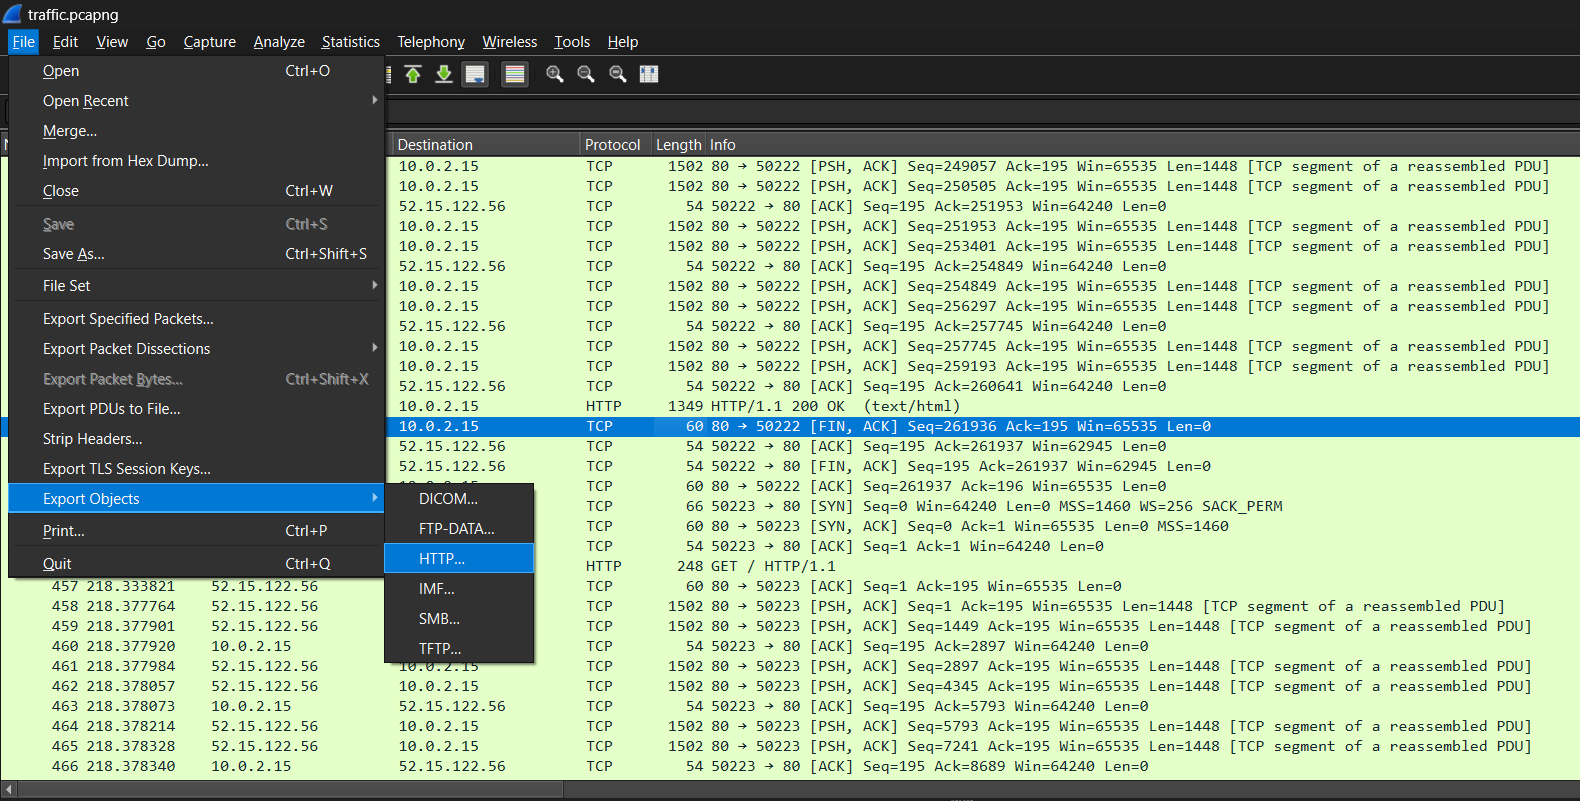 traffic.pcapng
File Edit View Go Capture Analyze Statistics Telephony Wireless Tools Help
Open Ctrl+O
Open Recent
Merge...
Import from Hex Dump...
Close Ctrl+W
Save Ctrl+S
Save As... Ctrl+Shift+S
File Set
Export Specified Packets...
Export Packet Dissections
Export Packet Bytes... Ctrl+Shift+X
Export PDUs to File...
Strip Headers...
Export TLS Session Keys...
Export Objects
Print... Ctrl+P
Quit Ctrl+Q
DICOM...
FTP-DATA...
HTTP...
IMF...
SMB...
TFTP...
Destination Protocol Length Info
10.0.2.15 TCP 1502 80 → 50222 [PSH, ACK] Seq=249057 Ack=195 Win=65535 Len=1448 [TCP segment of a reassembled PDU]
10.0.2.15 TCP 1502 80 → 50222 [PSH, ACK] Seq=250505 Ack=195 Win=65535 Len=1448 [TCP segment of a reassembled PDU]
52.15.122.56 TCP 54 50222 → 80 [ACK] Seq=195 Ack=251953 Win=64240 Len=0
10.0.2.15 TCP 1502 80 → 50222 [PSH, ACK] Seq=251953 Ack=195 Win=65535 Len=1448 [TCP segment of a reassembled PDU]
10.0.2.15 TCP 1502 80 → 50222 [PSH, ACK] Seq=253401 Ack=195 Win=65535 Len=1448 [TCP segment of a reassembled PDU]
52.15.122.56 TCP 54 50222 → 80 [ACK] Seq=195 Ack=254849 Win=64240 Len=0
10.0.2.15 TCP 1502 80 → 50222 [PSH, ACK] Seq=254849 Ack=195 Win=65535 Len=1448 [TCP segment of a reassembled PDU]
10.0.2.15 TCP 1502 80 → 50222 [PSH, ACK] Seq=256297 Ack=195 Win=65535 Len=1448 [TCP segment of a reassembled PDU]
52.15.122.56 TCP 54 50222 → 80 [ACK] Seq=195 Ack=257745 Win=64240 Len=0
10.0.2.15 TCP 1502 80 → 50222 [PSH, ACK] Seq=257745 Ack=195 Win=65535 Len=1448 [TCP segment of a reassembled PDU]
10.0.2.15 TCP 1502 80 → 50222 [PSH, ACK] Seq=259193 Ack=195 Win=65535 Len=1448 [TCP segment of a reassembled PDU]
52.15.122.56 TCP 54 50222 → 80 [ACK] Seq=195 Ack=260641 Win=64240 Len=0
10.0.2.15 HTTP 1349 HTTP/1.1 200 OK (text/html)
10.0.2.15 TCP 60 80 → 50222 [FIN, ACK] Seq=261936 Ack=195 Win=65535 Len=0
52.15.122.56 TCP 54 50222 → 80 [ACK] Seq=195 Ack=261937 Win=62945 Len=0
52.15.122.56 TCP 54 50222 → 80 [FIN, ACK] Seq=195 Ack=261937 Win=62945 Len=0
TCP 60 80 → 50222 [ACK] Seq=261937 Ack=196 Win=65535 Len=0
TCP 66 50223 → 80 [SYN] Seq=0 Win=64240 Len=0 MSS=1460 WS=256 SACK_PERM
TCP 60 80 → 50223 [SYN, ACK] Seq=0 Ack=1 Win=65535 Len=0 MSS=1460
TCP 54 50223 → 80 [ACK] Seq=1 Ack=1 Win=64240 Len=0
HTTP 248 GET / HTTP/1.1
457 218.333821 52.15.122.56 TCP 60 80 → 50223 [ACK] Seq=1 Ack=195 Win=65535 Len=0
458 218.377764 52.15.122.56 TCP 1502 80 → 50223 [PSH, ACK] Seq=1 Ack=195 Win=65535 Len=1448 [TCP segment of a reassembled PDU]
459 218.377901 52.15.122.56 TCP 1502 80 → 50223 [PSH, ACK] Seq=1449 Ack=195 Win=65535 Len=1448 [TCP segment of a reassembled PDU]
460 218.377920 10.0.2.15 TCP 54 50223 → 80 [ACK] Seq=195 Ack=2897 Win=64240 Len=0
461 218.377984 52.15.122.56 10.0.2.15 TCP 1502 80 → 50223 [PSH, ACK] Seq=2897 Ack=195 Win=65535 Len=1448 [TCP segment of a reassembled PDU]
462 218.378057 52.15.122.56 10.0.2.15 TCP 1502 80 → 50223 [PSH, ACK] Seq=4345 Ack=195 Win=65535 Len=1448 [TCP segment of a reassembled PDU]
463 218.378073 10.0.2.15 52.15.122.56 TCP 54 50223 → 80 [ACK] Seq=195 Ack=5793 Win=64240 Len=0
464 218.378214 52.15.122.56 10.0.2.15 TCP 1502 80 → 50223 [PSH, ACK] Seq=5793 Ack=195 Win=65535 Len=1448 [TCP segment of a reassembled PDU]
465 218.378328 52.15.122.56 10.0.2.15 TCP 1502 80 → 50223 [PSH, ACK] Seq=7241 Ack=195 Win=65535 Len=1448 [TCP segment of a reassembled PDU]
466 218.378340 10.0.2.15 52.15.122.56 TCP 54 50223 → 80 [ACK] Seq=195 Ack=8689 Win=64240 Len=0